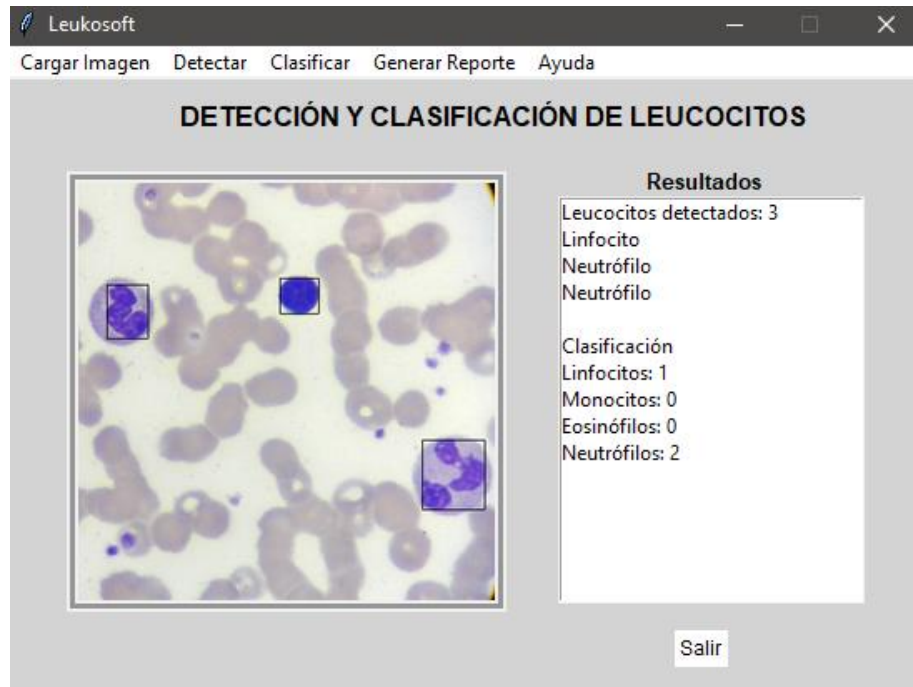 Leukosoft
Cargar Imagen Detectar Clasificar Generar Reporte Ayuda
DETECCIÓN Y CLASIFICACIÓN DE LEUCOCITOS
Resultados
Leucocitos detectados: 3
Linfocito
Neutrófilo
Neutrófilo
Clasificación
Linfocitos: 1
Monocitos: 0
Eosinófilos: 0
Neutrófilos: 2
Salir